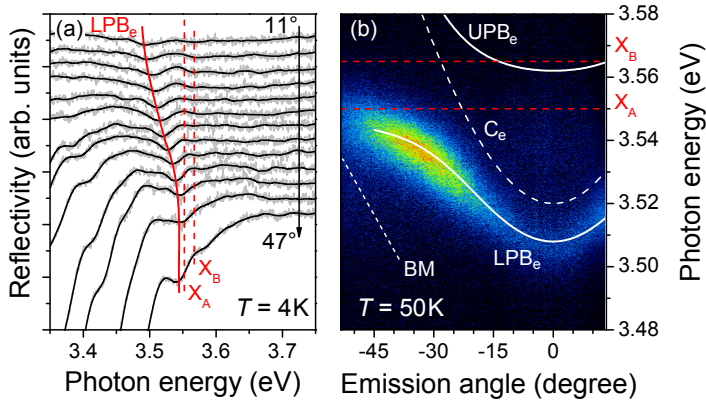 (a)
LPBe
11°
47°
XB
XA
T = 4K
Reflectivity (arb. units)
3.4 3.5 3.6 3.7
Photon energy (eV)
(b)
UPBe
XB
XA
Ce
LPBe
BM
T = 50K
3.58
3.56
3.54
3.52
3.50
3.48
Photon energy (eV)
-45 -30 -15 0
Emission angle (degree)